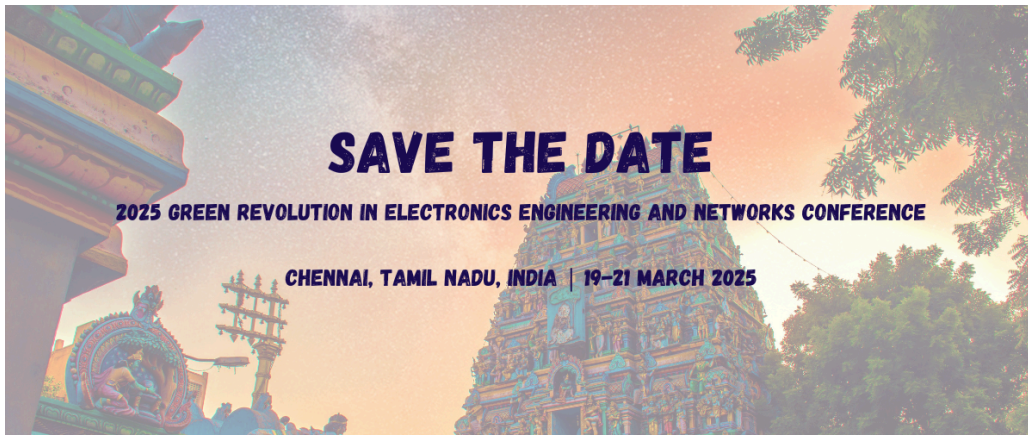 SAVE THE DATE
2025 GREEN REVOLUTION IN ELECTRONICS ENGINEERING AND NETWORKS CONFERENCE
CHENNAI, TAMIL NADU, INDIA | 19-21 MARCH 2025